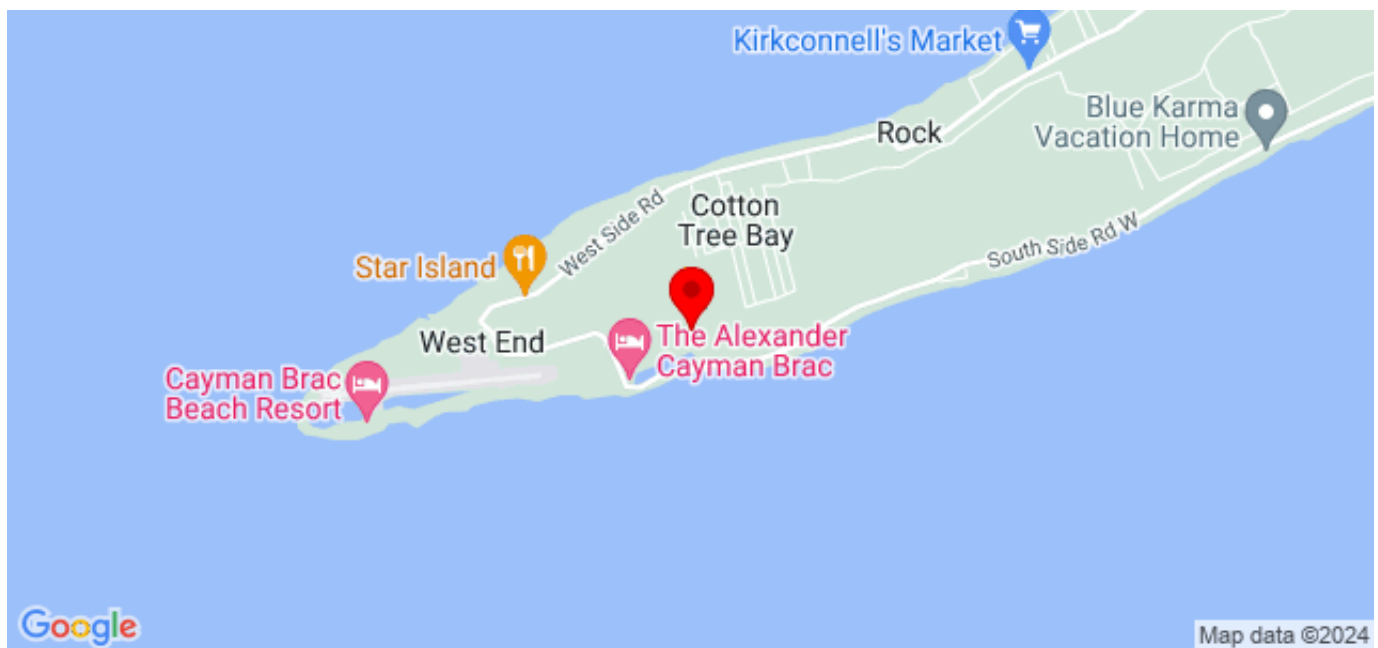 Kirkconnell's Market
Blue Karma
Vacation Home
Rock
Cotton
Tree Bay
West Side Rd
South Side Rd W
Star Island
West End
The Alexander
Cayman Brac
Cayman Brac
Beach Resort
Google
Map data ©2024